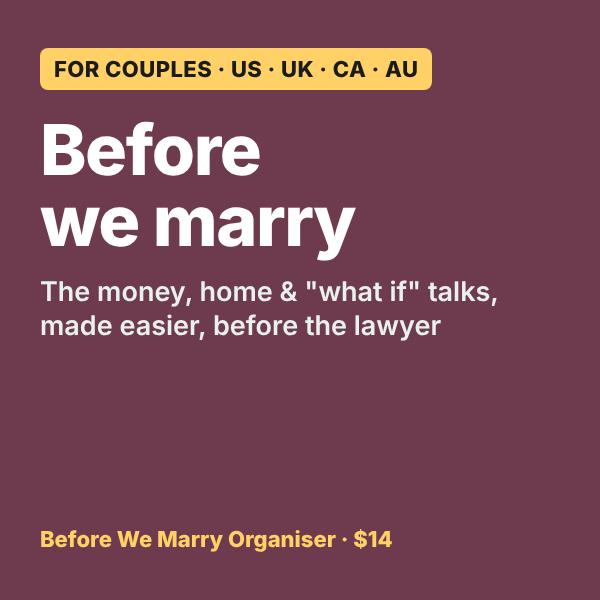 FOR COUPLES · US · UK · CA · AU
Before
we marry
The money, home & "what if" talks,
made easier, before the lawyer
Before We Marry Organiser · $14